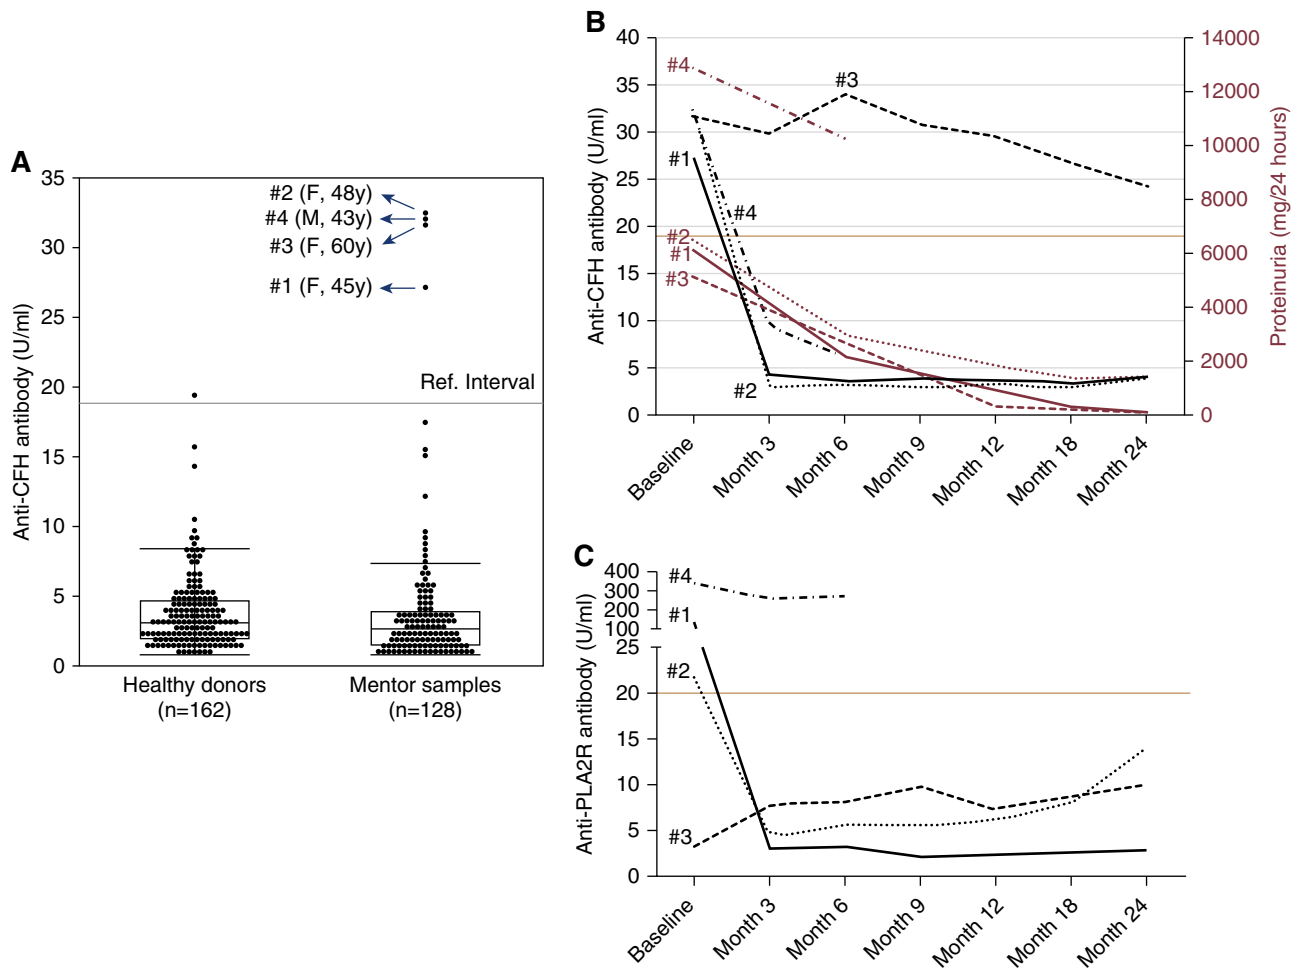 A
Anti-CFH antibody (U/ml)
35
30
25
20
15
10
5
0
#2 (F, 48y)
#4 (M, 43y)
#3 (F, 60y)
#1 (F, 45y)
Ref. Interval
Healthy donors
(n=162)
Mentor samples
(n=128)
B
Anti-CFH antibody (U/ml)
40
35
30
25
20
15
10
5
0
Proteinuria (mg/24 hours)
14000
12000
10000
8000
6000
4000
2000
0
#4
#3
#1
#4
#2
#1
#3
#2
Baseline
Month 3
Month 6
Month 9
Month 12
Month 18
Month 24
C
Anti-PLA2R antibody (U/ml)
400
300
200
100
25
20
15
10
5
0
#4
#1
#2
#3
Baseline
Month 3
Month 6
Month 9
Month 12
Month 18
Month 24